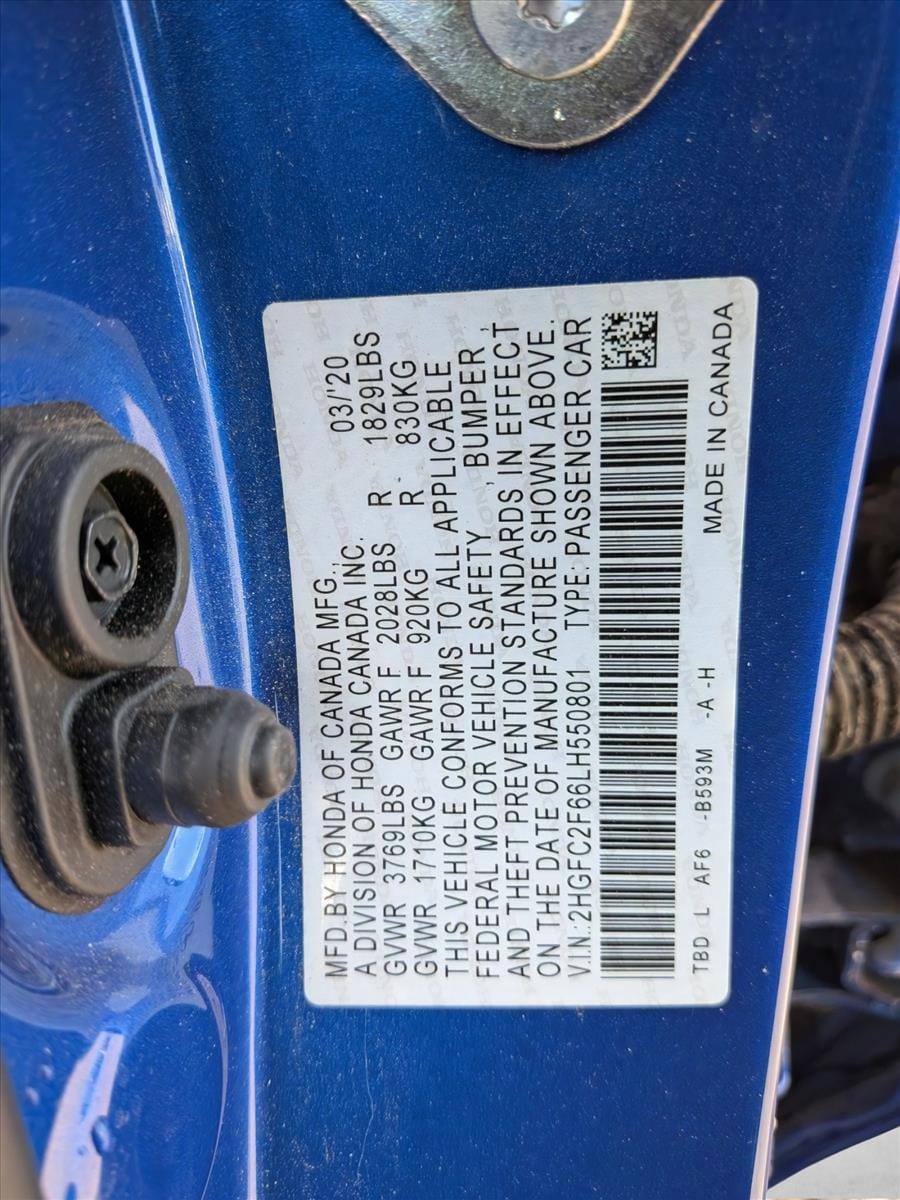 MFD.BY HONDA OF CANADA MFG.,
A DIVISION OF HONDA CANADA INC. 03/'20
GVWR 3769LBS GAWR F 2028LBS R 1829LBS
GVWR 1710KG GAWR F 920KG R 830KG
THIS VEHICLE CONFORMS TO ALL APPLICABLE
FEDERAL MOTOR VEHICLE SAFETY, BUMPER,
AND THEFT PREVENTION STANDARDS IN EFFECT
ON THE DATE OF MANUFACTURE SHOWN ABOVE.
V.I.N.:2HGFC2F66LH550801 TYPE:PASSENGER CAR
TBD L AF6 -B593M -A -H MADE IN CANADA